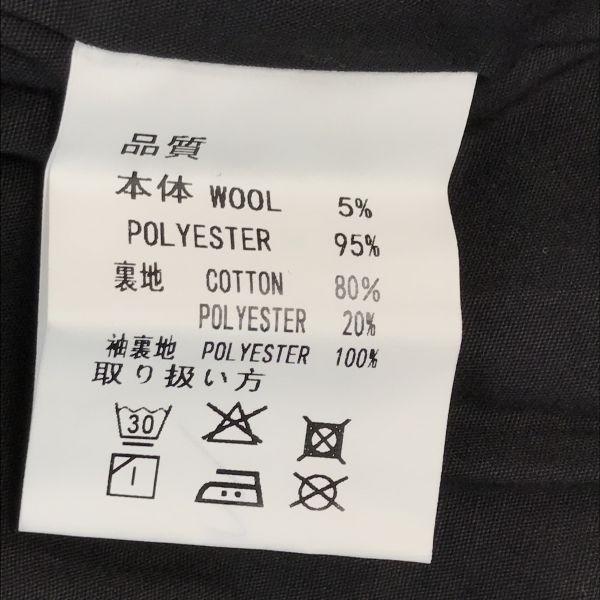 品質
本体 WOOL 5%
POLYESTER 95%
裏地 COTTON 80%
POLYESTER 20%
袖裏地 POLYESTER 100%
取り扱い方
30